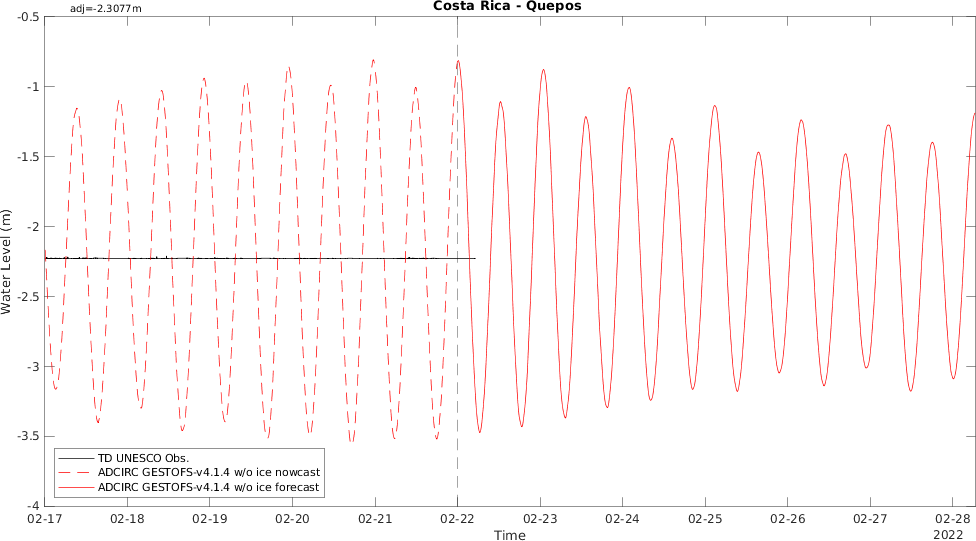 Costa Rica - Quepos
adj=-2.3077m
-0.5
-1
-1.5
-2
-2.5
-3
-3.5
-4
Water Level (m)
TD UNESCO Obs.
ADCIRC GESTOFS-v4.1.4 w/o ice nowcast
ADCIRC GESTOFS-v4.1.4 w/o ice forecast
02-17 02-18 02-19 02-20 02-21 02-22 02-23 02-24 02-25 02-26 02-27 02-28
2022
Time